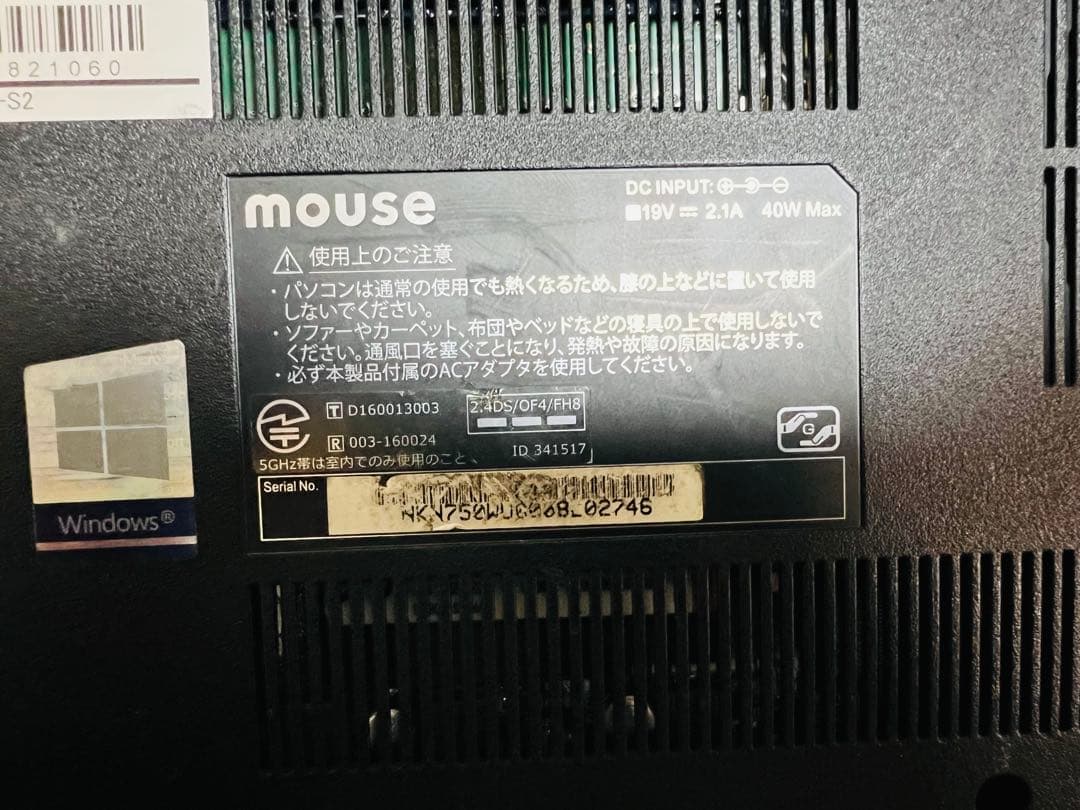 821060
-S2
mouse
DC INPUT:
19V 2.1A 40W Max
使用上のご注意
・パソコンは通常の使用でも熱くなるため、膝の上などに置いて使用
しないでください。
・ソファーやカーペット、布団やベッドなどの寝具の上で使用しないで
ください。通風口を塞ぐことになり、発熱や故障の原因になります。
・必ず本製品付属のACアダプタを使用してください。
T D160013003
2.4DS/OF4/FH8
R 003-160024
ID 341517
5GHz帯は室内でのみ使用のこと、
G
Serial No.
Windows®